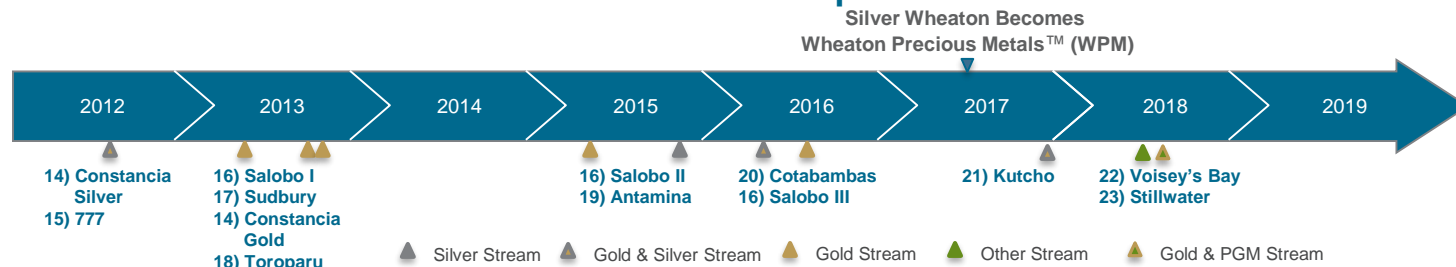 Silver Wheaton Becomes
Wheaton Precious Metals™ (WPM)
2012
2013
2014
2015
2016
2017
2018
2019
14) Constancia
Silver
15) 777
16) Salobo I
17) Sudbury
14) Constancia
Gold
18) Toroparu
16) Salobo II
19) Antamina
20) Cotabambas
16) Salobo III
21) Kutcho
22) Voisey's Bay
23) Stillwater
Silver Stream
Gold & Silver Stream
Gold Stream
Other Stream
Gold & PGM Stream